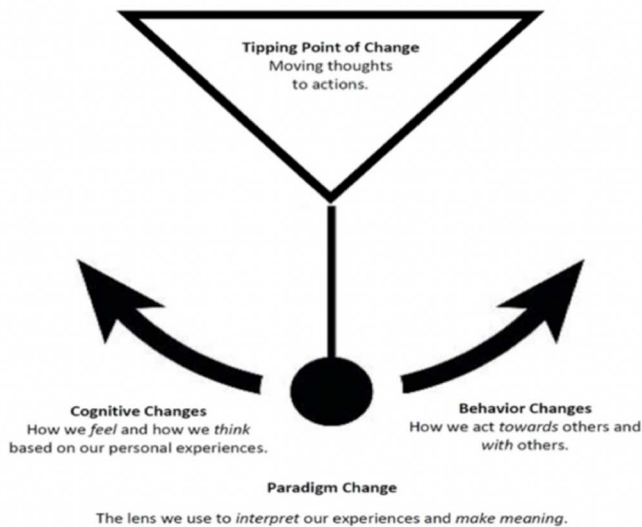 Tipping Point of Change
Moving thoughts
to actions.
Cognitive Changes
How we feel and how we think
based on our personal experiences.
Behavior Changes
How we act towards others and
with others.
Paradigm Change
The lens we use to interpret our experiences and make meaning.